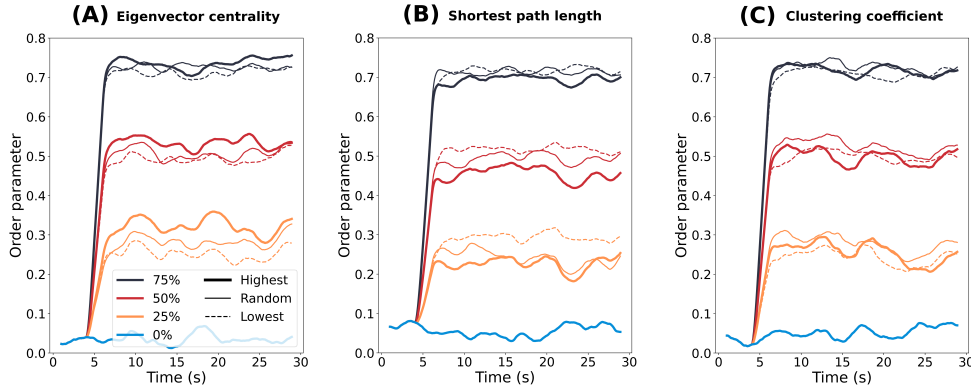 (A) Eigenvector centrality
0.8
0.7
0.6
0.5
0.4
0.3
0.2
0.1
0.0
Order parameter
75%
50%
25%
0%
Highest
Random
Lowest
0 5 10 15 20 25 30
Time (s)
(B) Shortest path length
0.8
0.7
0.6
0.5
0.4
0.3
0.2
0.1
0.0
Order parameter
0 5 10 15 20 25 30
Time (s)
(C) Clustering coefficient
0.8
0.7
0.6
0.5
0.4
0.3
0.2
0.1
0.0
Order parameter
0 5 10 15 20 25 30
Time (s)